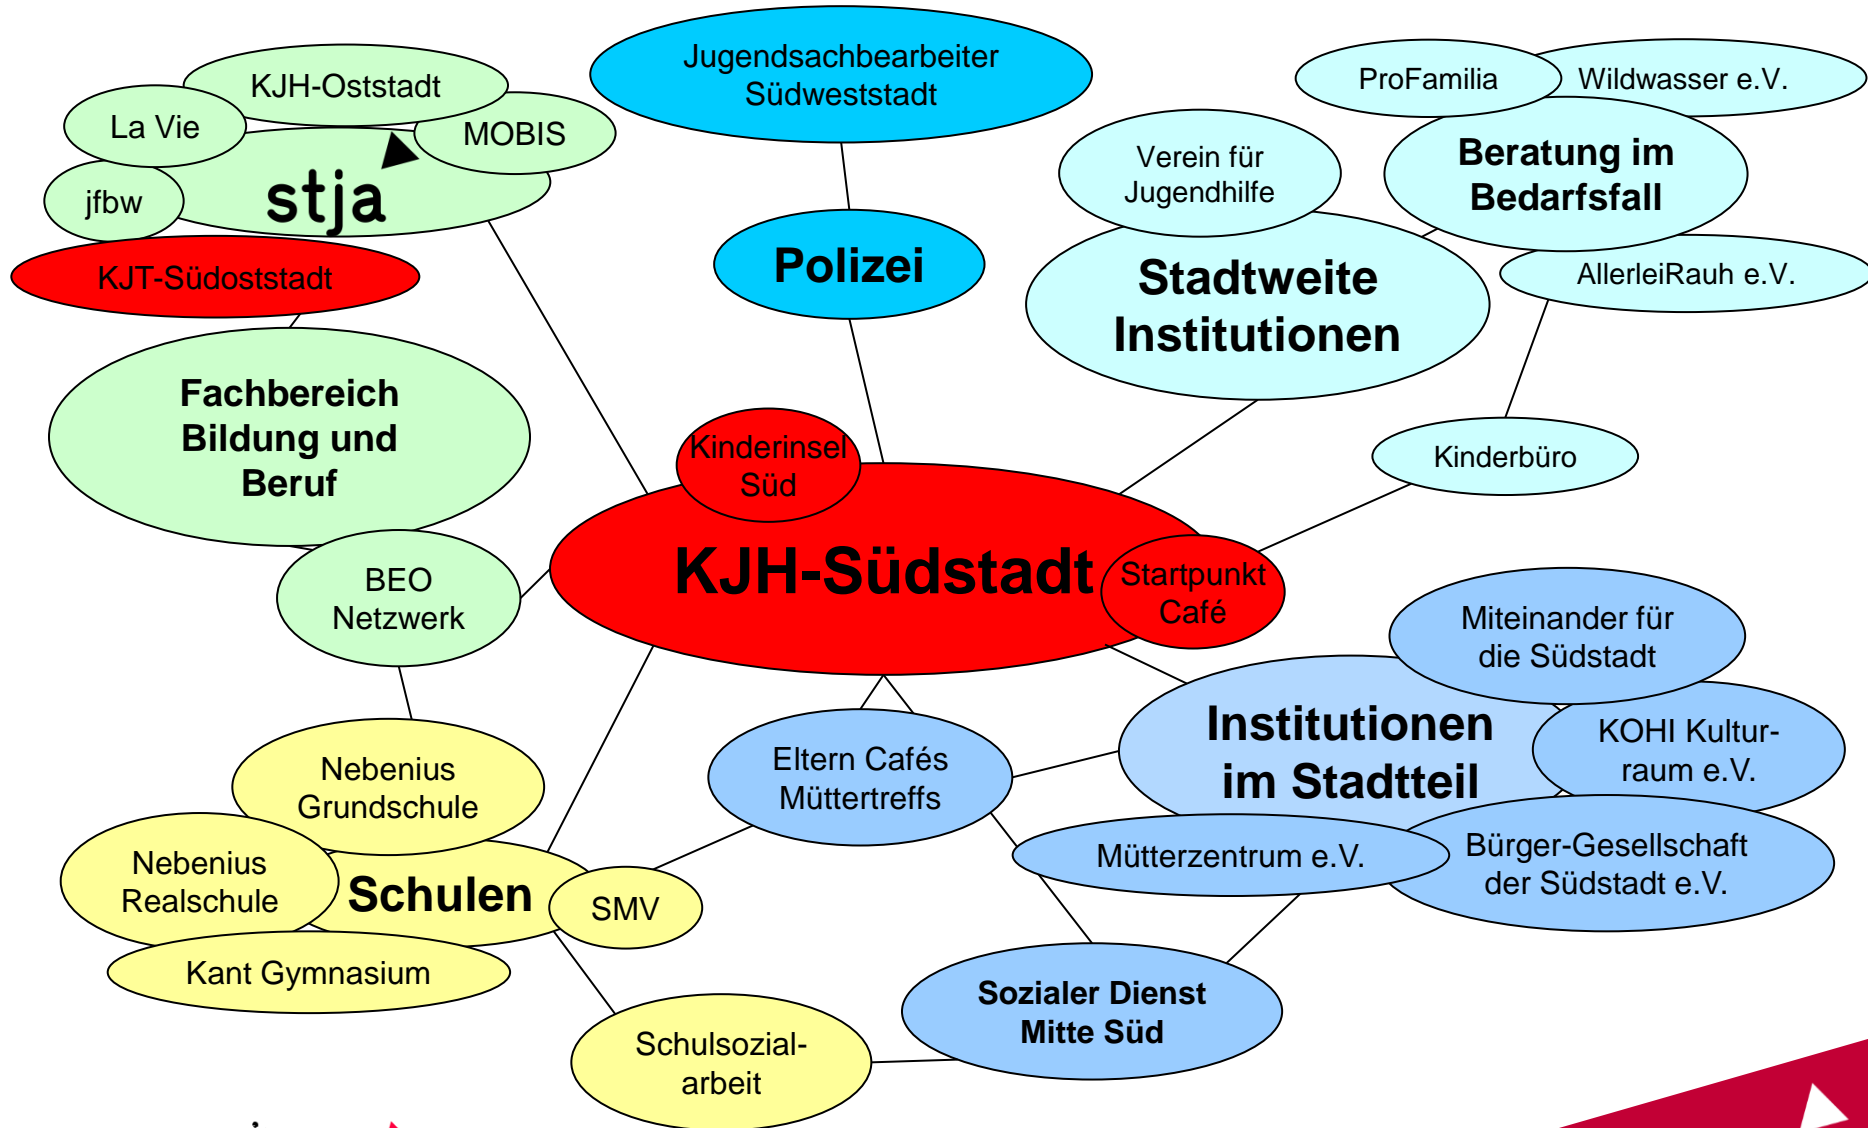 KJH-Oststadt
La Vie
MOBIS
jfbw
stja
KJT-Südoststadt
Jugendsachbearbeiter
Südweststadt
Polizei
ProFamilia
Wildwasser e.V.
Verein für
Jugendhilfe
Beratung im
Bedarfsfall
Stadtweite
Institutionen
AllerleiRauh e.V.
Kinderbüro
Fachbereich
Bildung und
Beruf
Kinderinsel
Süd
KJH-Südstadt
Startpunkt
Café
BEO
Netzwerk
Miteinander für
die Südstadt
Institutionen
im Stadtteil
KOHI Kultur-
raum e.V.
Eltern Cafés
Müttertreffs
Mütterzentrum e.V.
Bürger-Gesellschaft
der Südstadt e.V.
Nebenius
Grundschule
Nebenius
Realschule
Schulen
SMV
Kant Gymnasium
Sozialer Dienst
Mitte Süd
Schulsozial-
arbeit